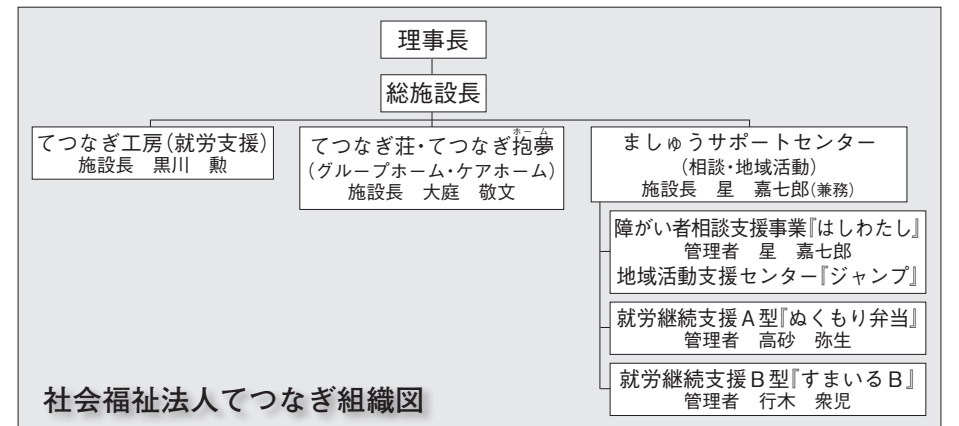 理事長
総施設長
てつなぎ工房（就労支援）
施設長　黒川　勲
ホーム
てつなぎ荘・てつなぎ抱夢
（グループホーム・ケアホーム）
施設長　大庭　敬文
ましゅうサポートセンター
（相談・地域活動）
施設長　星　嘉七郎（兼務）
障がい者相談支援事業『はしわたし』
管理者　星　嘉七郎
地域活動支援センター『ジャンプ』
就労継続支援Ａ型『ぬくもり弁当』
管理者　高砂　弥生
就労継続支援Ｂ型『すまいるＢ』
管理者　行木　衆児
社会福祉法人てつなぎ組織図